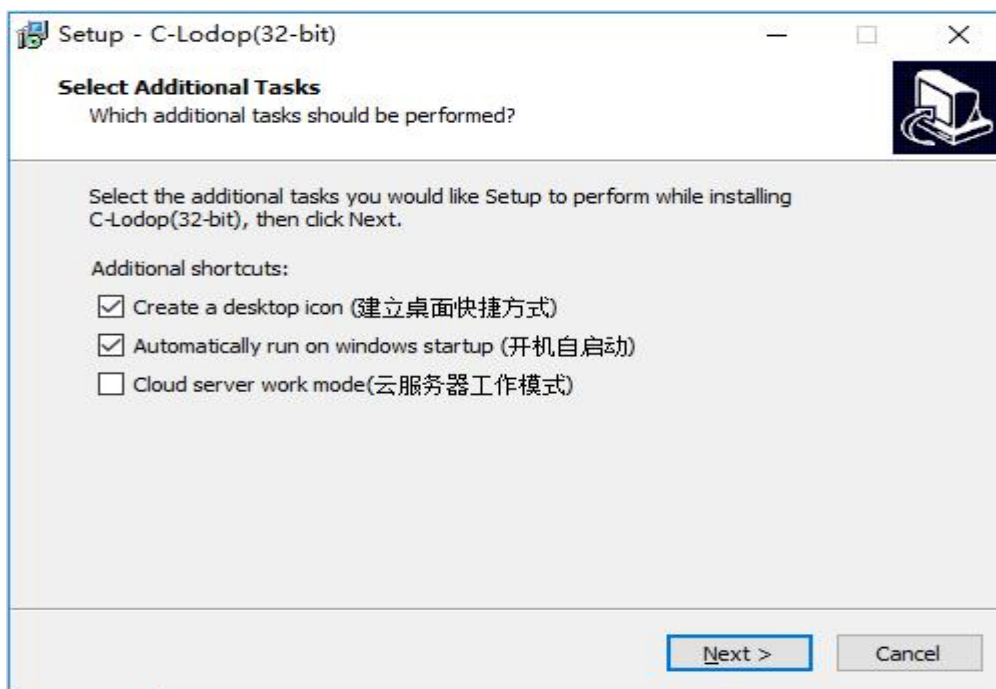 Setup - C-Lodop(32-bit)
Select Additional Tasks
Which additional tasks should be performed?
Select the additional tasks you would like Setup to perform while installing
C-Lodop(32-bit), then click Next.
Additional shortcuts:
Create a desktop icon (建立桌面快捷方式)
Automatically run on windows startup (开机自启动)
Cloud server work mode(云服务器工作模式)
Next >
Cancel